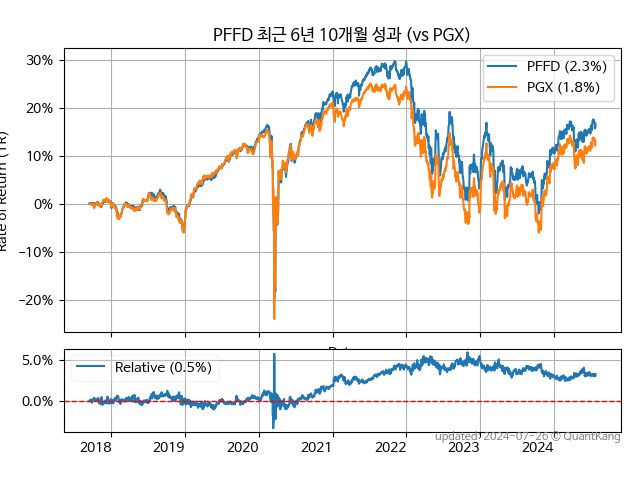 PFFD 최근 6년 10개월 성과 (vs PGX)
30%
20%
10%
0%
−10%
−20%
Rate of Return (TR)
PFFD (2.3%)
PGX (1.8%)
5.0%
0.0%
Relative (0.5%)
2018 2019 2020 2021 2022 2023 2024
updated: 2024-07-26 © QuantKang